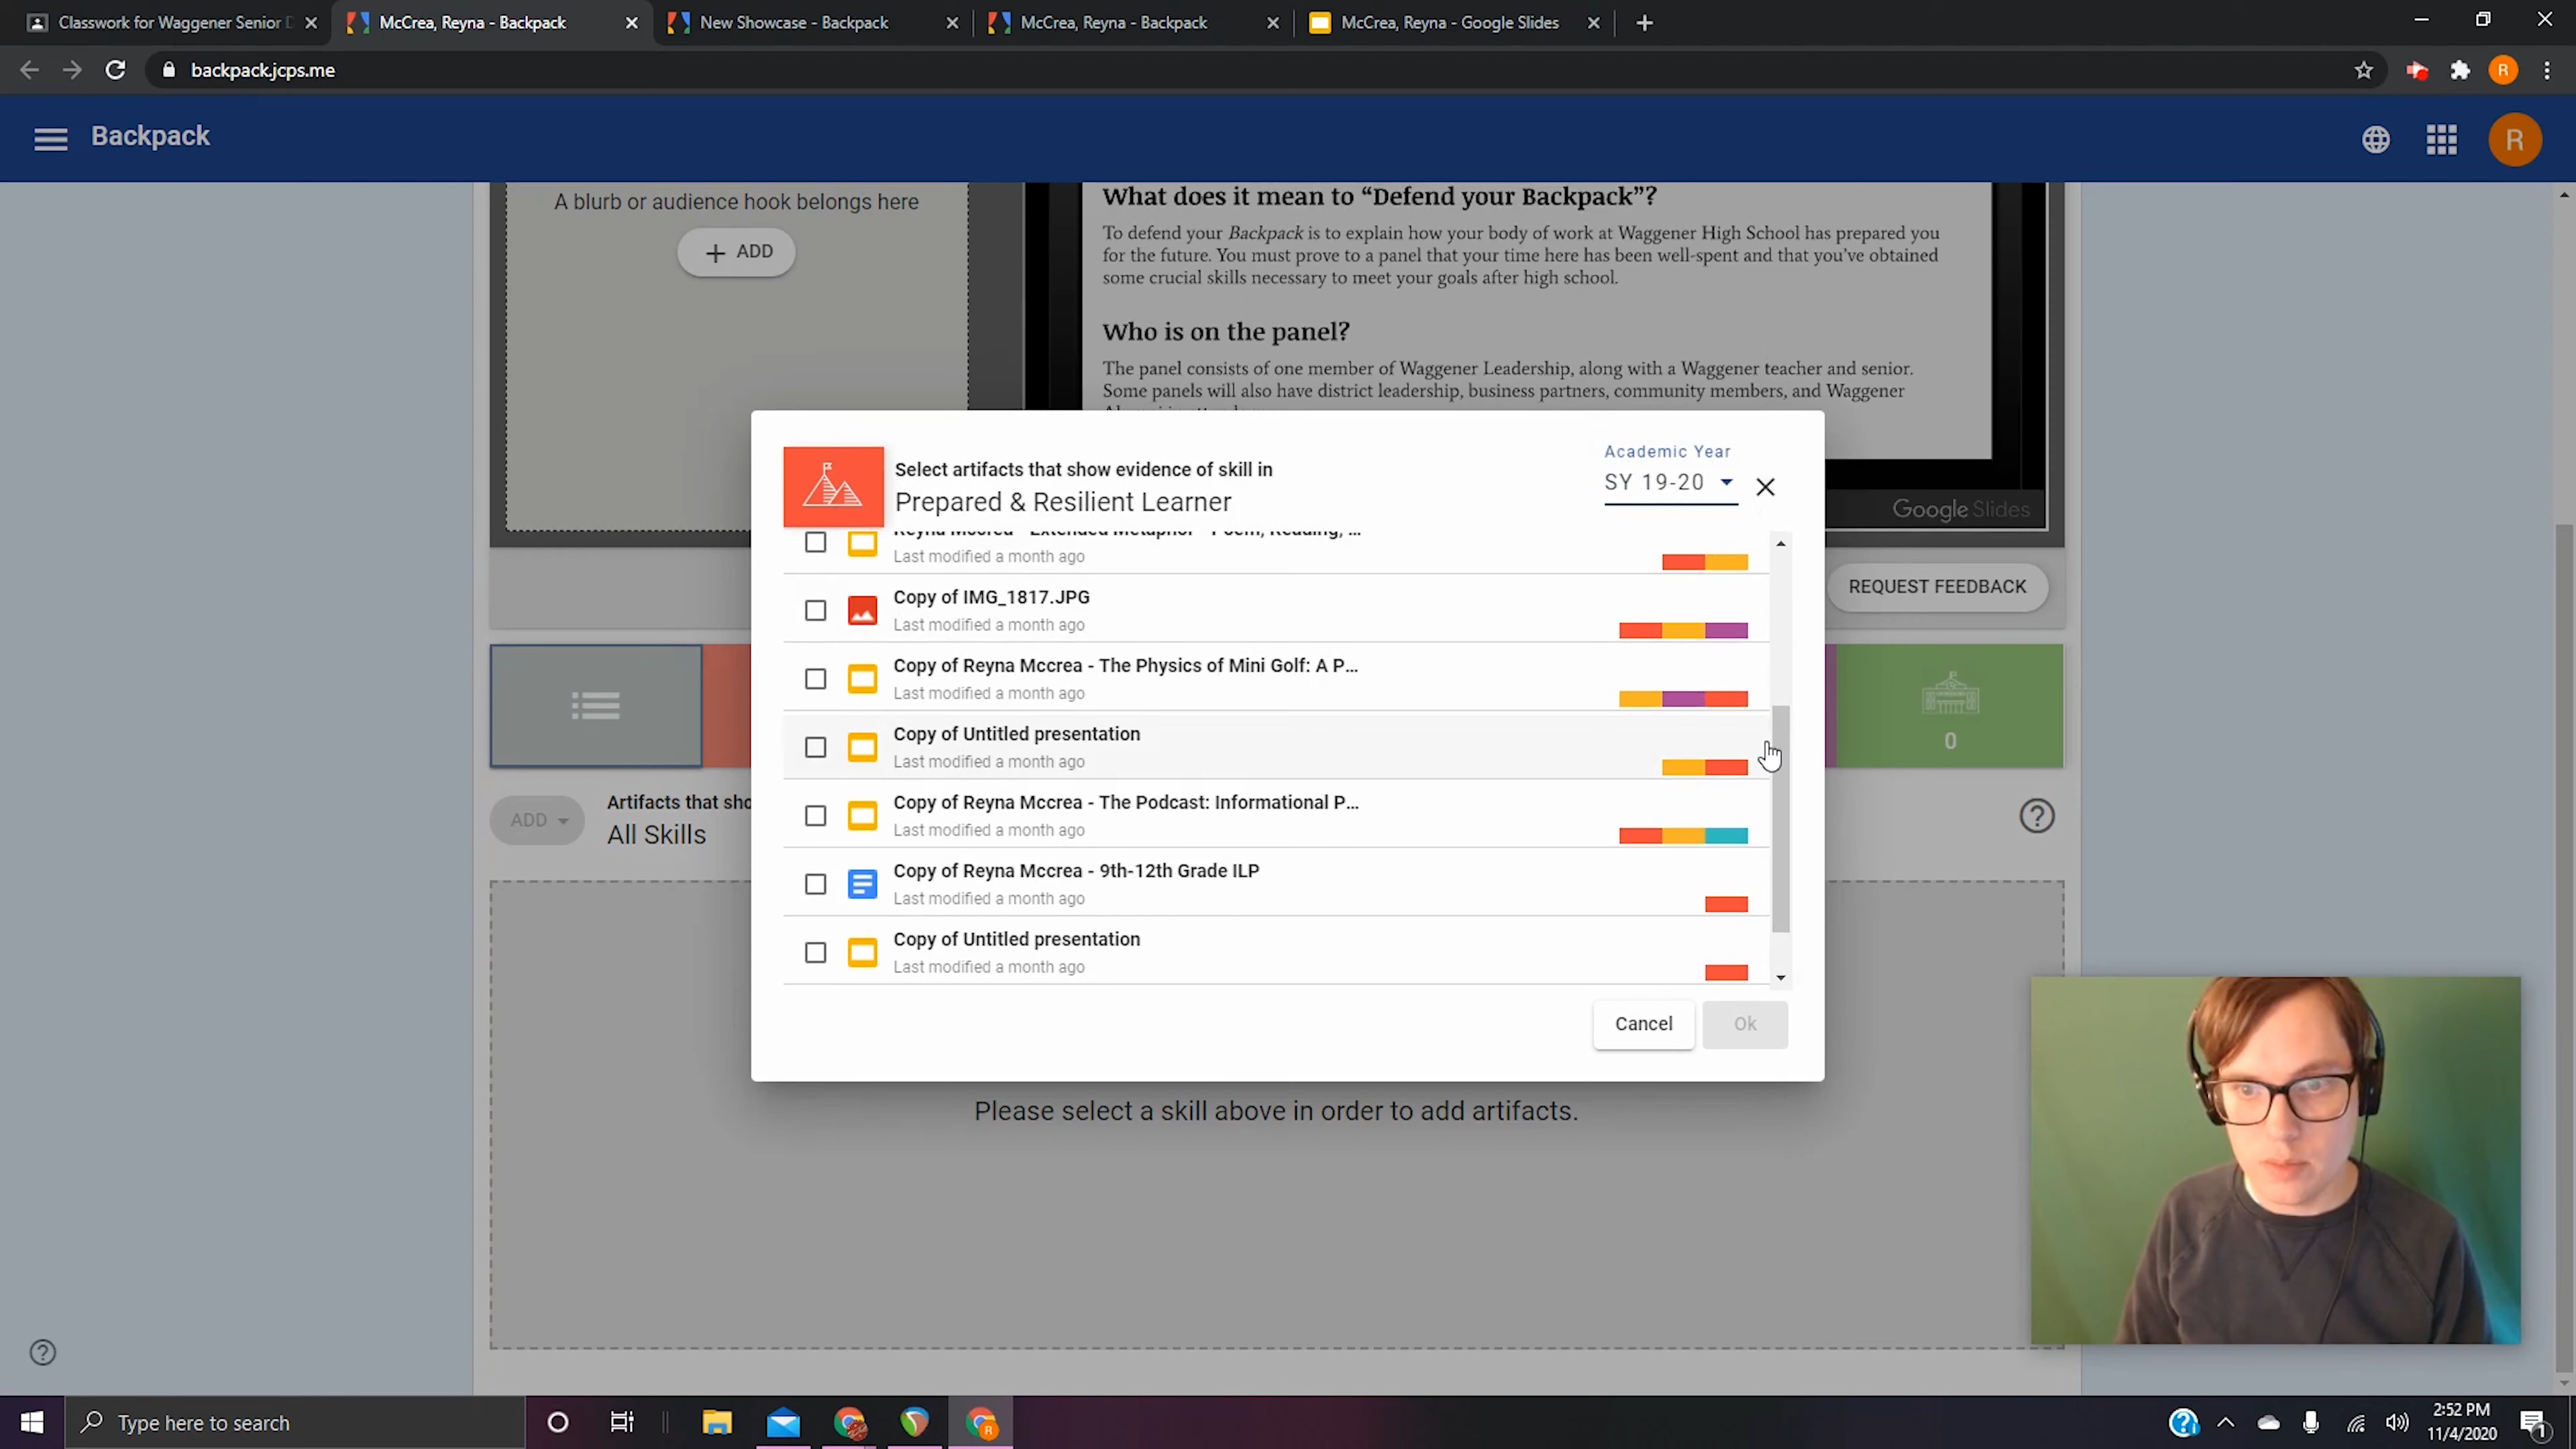 Classwork for Waggener Senior D
McCrea, Reyna - Backpack
New Showcase - Backpack
McCrea, Reyna - Backpack
McCrea, Reyna - Google Slides
backpack.jcps.me
R
Backpack
R
A blurb or audience hook belongs here
ADD
What does it mean to “Defend your Backpack”?
To defend your Backpack is to explain how your body of work at Waggener High School has prepared you
for the future. You must prove to a panel that your time here has been well-spent and that you’ve obtained
some crucial skills necessary to meet your goals after high school.
Who is on the panel?
The panel consists of one member of Waggener Leadership, along with a Waggener teacher and senior.
Some panels will also have district leadership, business partners, community members, and Waggener
Google Slides
Select artifacts that show evidence of skill in
Prepared & Resilient Learner
Academic Year
SY 19-20
Reyna Mccrea - Extended Metaphor - Poem, Reading, ...
Last modified a month ago
Copy of IMG_1817.JPG
Last modified a month ago
Copy of Reyna Mccrea - The Physics of Mini Golf: A P...
Last modified a month ago
Copy of Untitled presentation
Last modified a month ago
Copy of Reyna Mccrea - The Podcast: Informational P...
Last modified a month ago
Copy of Reyna Mccrea - 9th-12th Grade ILP
Last modified a month ago
Copy of Untitled presentation
Last modified a month ago
Cancel
Ok
REQUEST FEEDBACK
0
ADD
Artifacts that sho
All Skills
Please select a skill above in order to add artifacts.
Type here to search
R
2:52 PM
11/4/2020
1